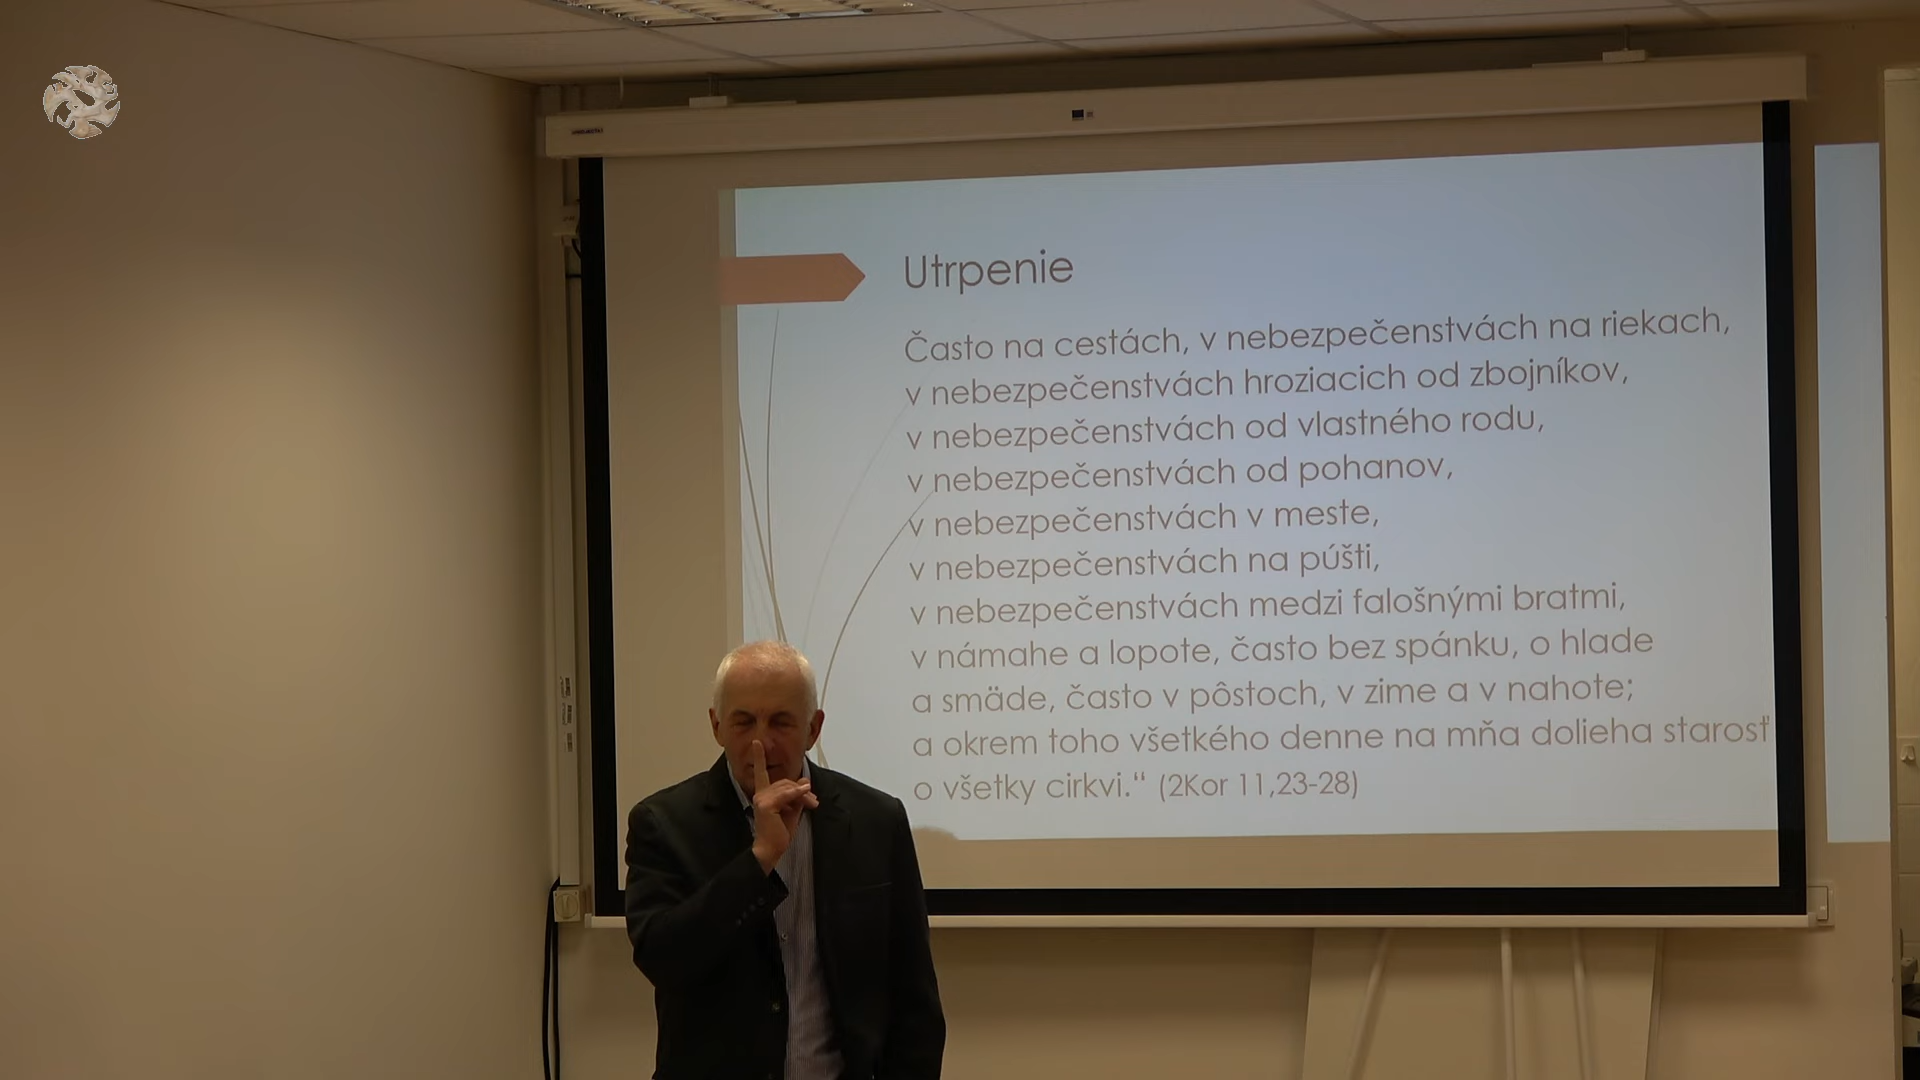 Utrpenie
Často na cestách, v nebezpečenstvách na riekach,
v nebezpečenstvách hroziacich od zbojníkov,
v nebezpečenstvách od vlastného rodu,
v nebezpečenstvách od pohanov,
v nebezpečenstvách v meste,
v nebezpečenstvách na púšti,
v nebezpečenstvách medzi falošnými bratmi,
v námahe a lopote, často bez spánku, o hlade
a smäde, často v pôstoch, v zime a v nahote;
a okrem toho všetkého denne na mňa dolieha starosť
o všetky cirkvi.“ (2Kor 11,23-28)